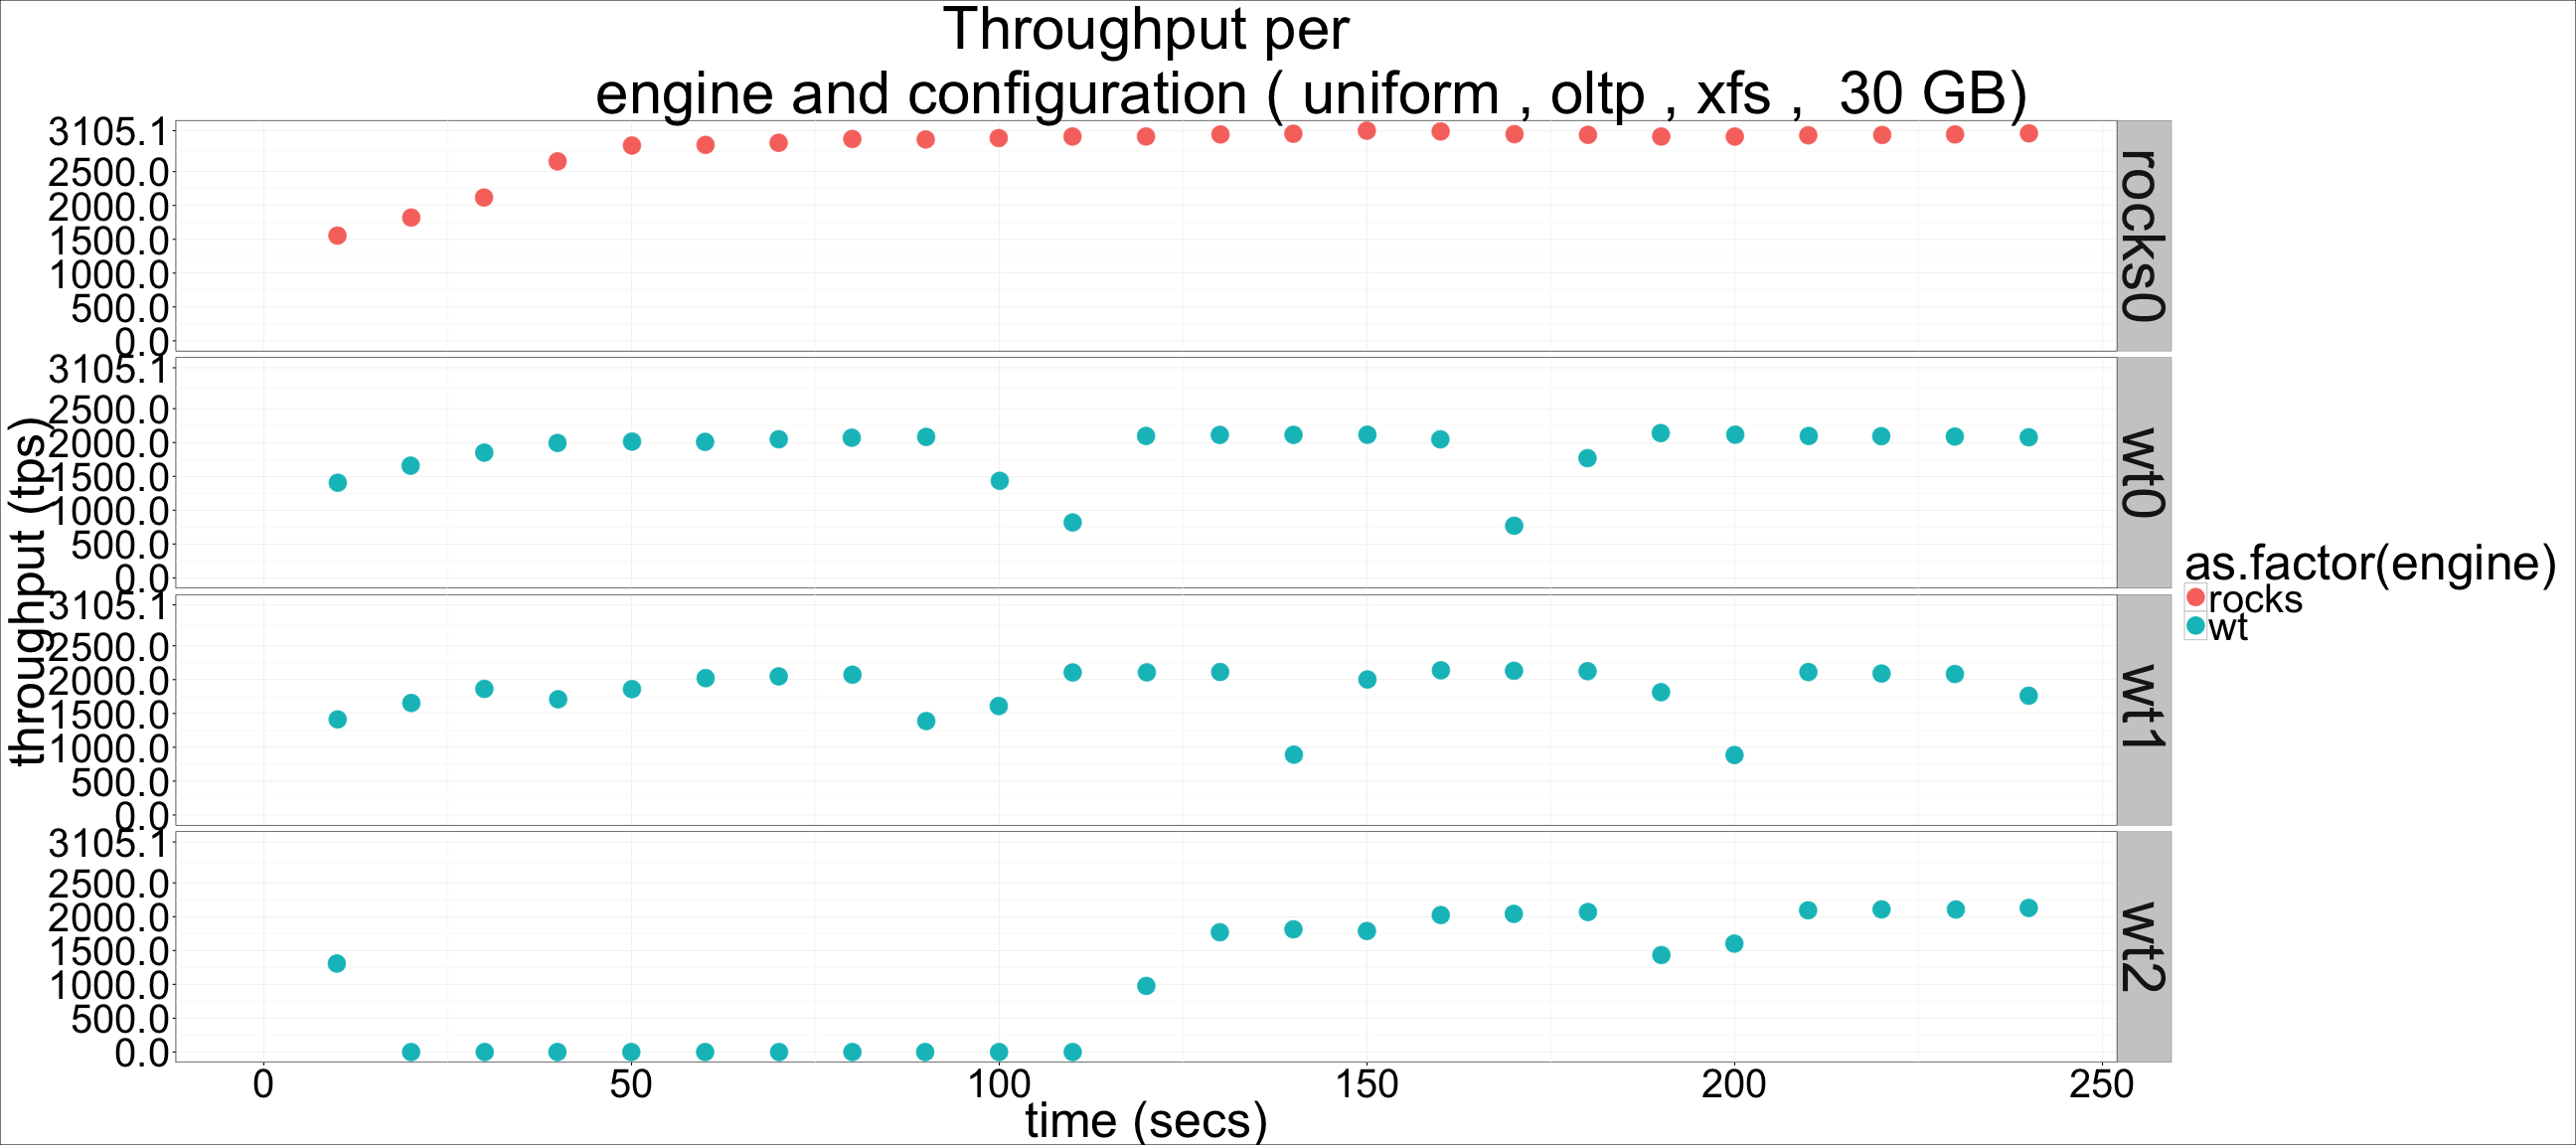 Throughput per
engine and configuration ( uniform , oltp , xfs , 30 GB)
throughput (tps)
3105.1
2500.0
2000.0
1500.0
1000.0
500.0
0.0
rocks0
3105.1
2500.0
2000.0
1500.0
1000.0
500.0
0.0
wt0
3105.1
2500.0
2000.0
1500.0
1000.0
500.0
0.0
wt1
3105.1
2500.0
2000.0
1500.0
1000.0
500.0
0.0
wt2
0 50 100 150 200 250
time (secs)
as.factor(engine)
rocks
wt